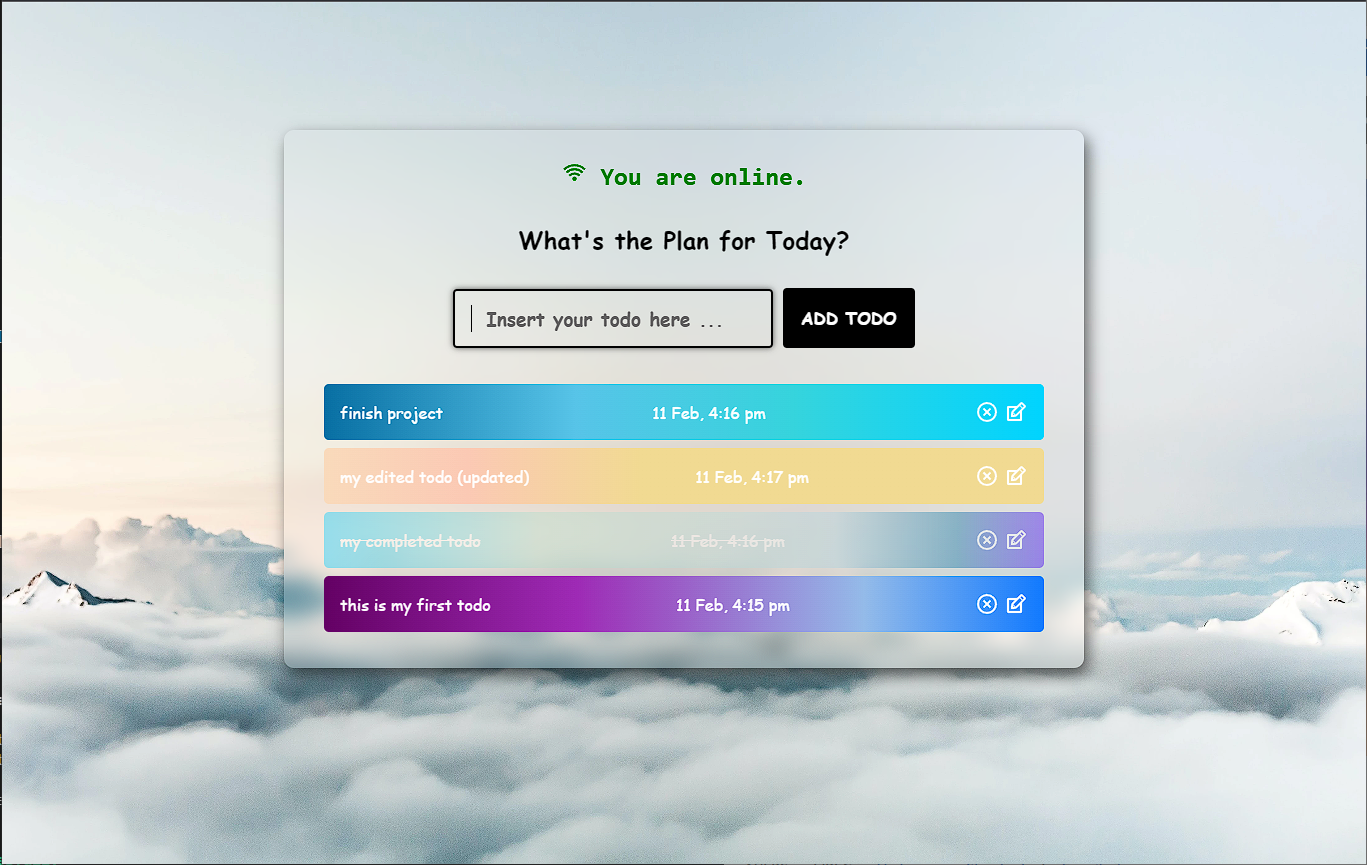 You are online.
What's the Plan for Today?
Insert your todo here ...
ADD TODO
finish project 11 Feb, 4:16 pm
my edited todo (updated) 11 Feb, 4:17 pm
my completed todo 11 Feb, 4:16 pm
this is my first todo 11 Feb, 4:15 pm